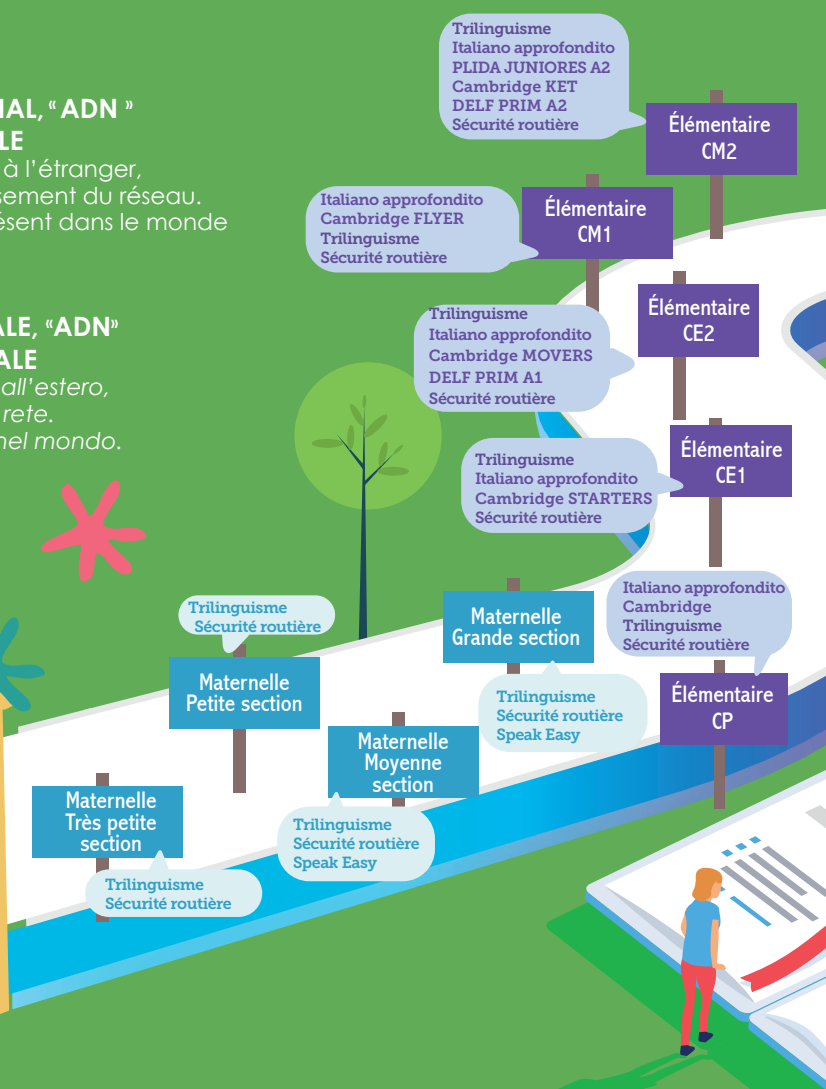 NAL, « ADN »
LE
à l’étranger,
sement du réseau.
ésent dans le monde
ALE, «ADN»
ALE
all’estero,
rete.
nel mondo.
Trilinguisme
Italiano approfondito
PLIDA JUNIORES A2
Cambridge KET
DELF PRIM A2
Sécurité routière
Élémentaire
CM2
Italiano approfondito
Cambridge FLYER
Trilinguisme
Sécurité routière
Élémentaire
CM1
Trilinguisme
Italiano approfondito
Cambridge MOVERS
DELF PRIM A1
Sécurité routière
Élémentaire
CE2
Trilinguisme
Italiano approfondito
Cambridge STARTERS
Sécurité routière
Élémentaire
CE1
Italiano approfondito
Cambridge
Trilinguisme
Sécurité routière
Élémentaire
CP
Maternelle
Grande section
Trilinguisme
Sécurité routière
Speak Easy
Trilinguisme
Sécurité routière
Maternelle
Petite section
Maternelle
Moyenne
section
Trilinguisme
Sécurité routière
Speak Easy
Maternelle
Très petite
section
Trilinguisme
Sécurité routière